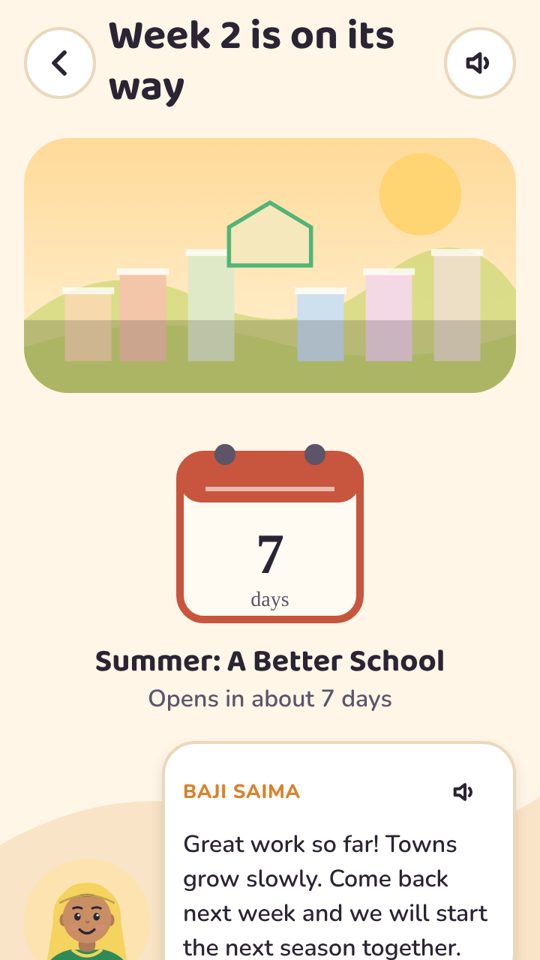 Week 2 is on its
way
7
days
Summer: A Better School
Opens in about 7 days
BAJI SAIMA
Great work so far! Towns
grow slowly. Come back
next week and we will start
the next season together.